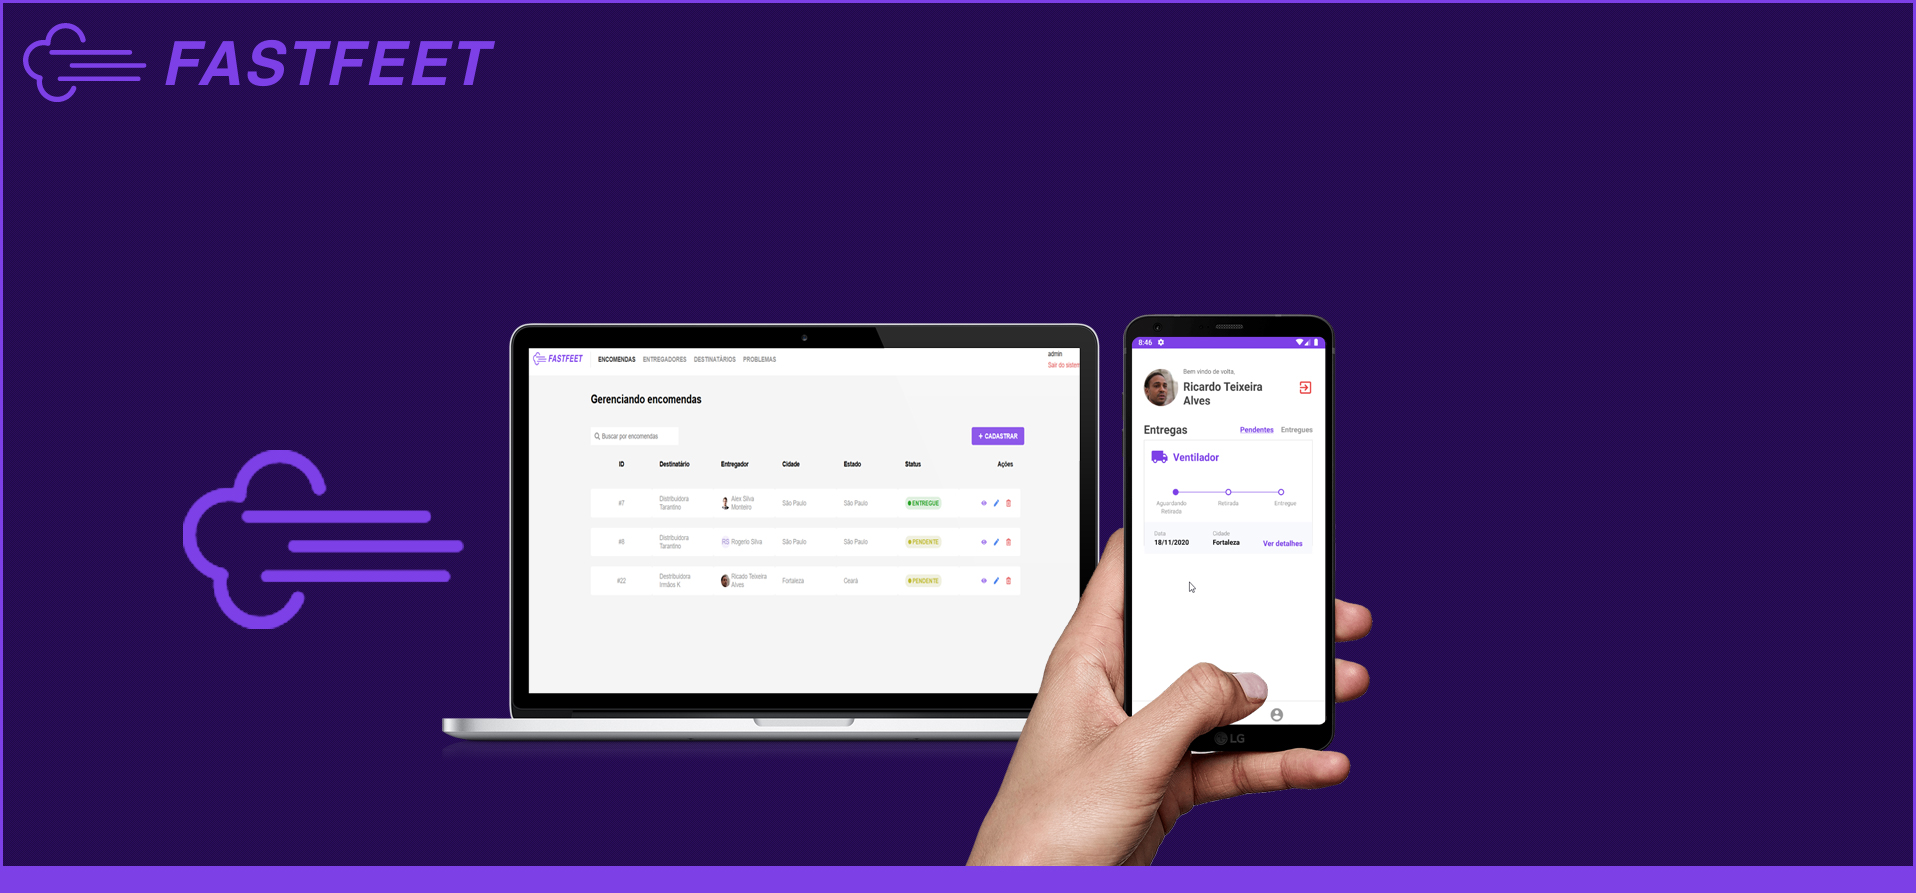 FASTFEET
FASTFEET
ENCOMENDAS ENTREGADORES DESTINATÁRIOS PROBLEMAS
admin
Sair do sistem
Gerenciando encomendas
Buscar por encomendas
+ CADASTRAR
ID Destinatário Entregador Cidade Estado Status Ações
#7 Distribuidora Tarantino Alex Silva Monteiro São Paulo São Paulo ENTREGUE
#8 Distribuidora Tarantino RS Rogerio Silva São Paulo São Paulo PENDENTE
#22 Destribuidora Irmãos K Ricado Teixeira Alves Fortaleza Ceará PENDENTE
8:46
Bem vindo de volta,
Ricardo Teixeira
Alves
Entregas Pendentes Entregues
Ventilador
Aguardando Retirada Retirada Entregue
Data Cidade
18/11/2020 Fortaleza Ver detalhes
LG